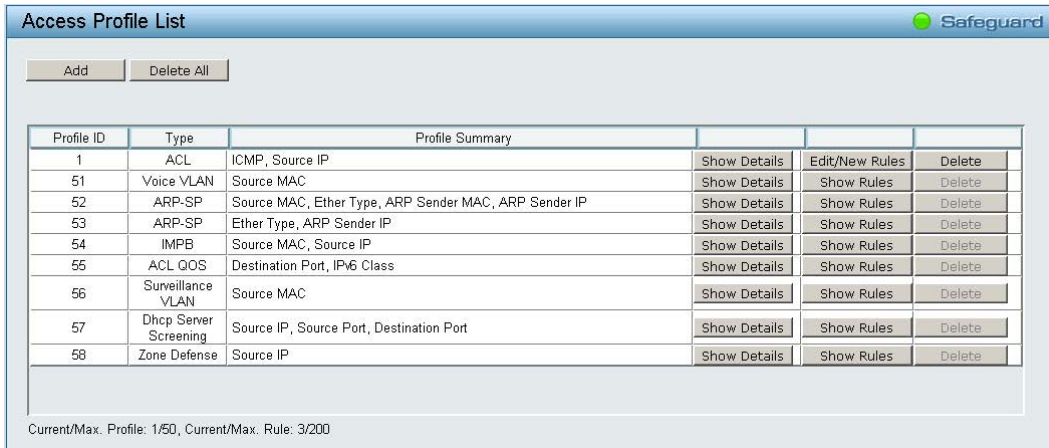 Access Profile List Safeguard
Add Delete All
Profile ID Type Profile Summary
1 ACL ICMP, Source IP Show Details Edit/New Rules Delete
51 Voice VLAN Source MAC Show Details Show Rules Delete
52 ARP-SP Source MAC, Ether Type, ARP Sender MAC, ARP Sender IP Show Details Show Rules Delete
53 ARP-SP Ether Type, ARP Sender IP Show Details Show Rules Delete
54 IMPB Source MAC, Source IP Show Details Show Rules Delete
55 ACL QOS Destination Port, IPv6 Class Show Details Show Rules Delete
56 Surveillance VLAN Source MAC Show Details Show Rules Delete
57 Dhcp Server Screening Source IP, Source Port, Destination Port Show Details Show Rules Delete
58 Zone Defense Source IP Show Details Show Rules Delete
Current/Max. Profile: 1/50, Current/Max. Rule: 3/200